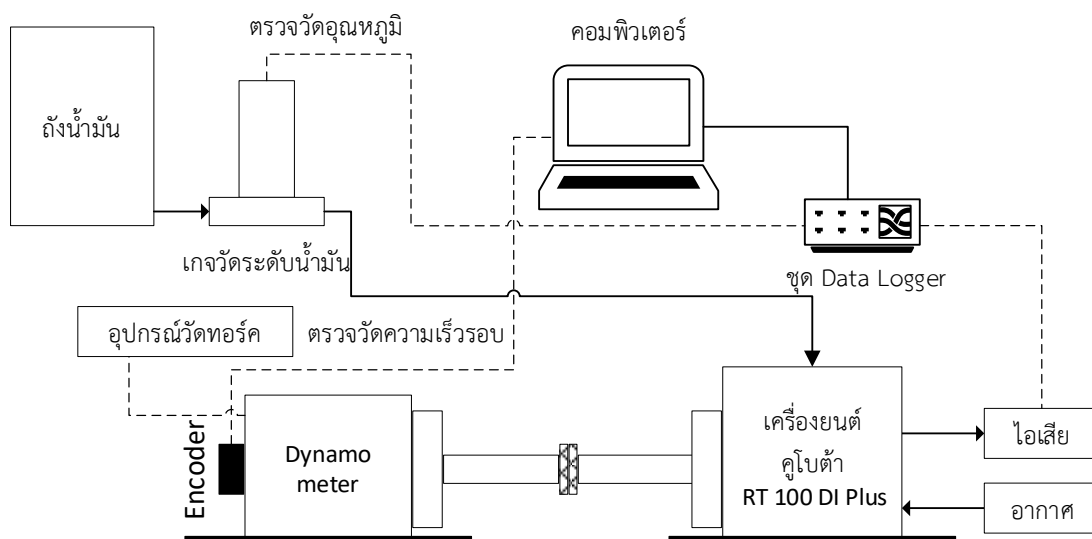 ตรวจวัดอุณหภูมิ
คอมพิวเตอร์
ถังน้ำมัน
เกจวัดระดับน้ำมัน
ชุด Data Logger
อุปกรณ์วัดทอร์ค
ตรวจวัดความเร็วรอบ
Encoder
Dynamo
meter
เครื่องยนต์
คูโบต้า
RT 100 DI Plus
ไอเสีย
อากาศ